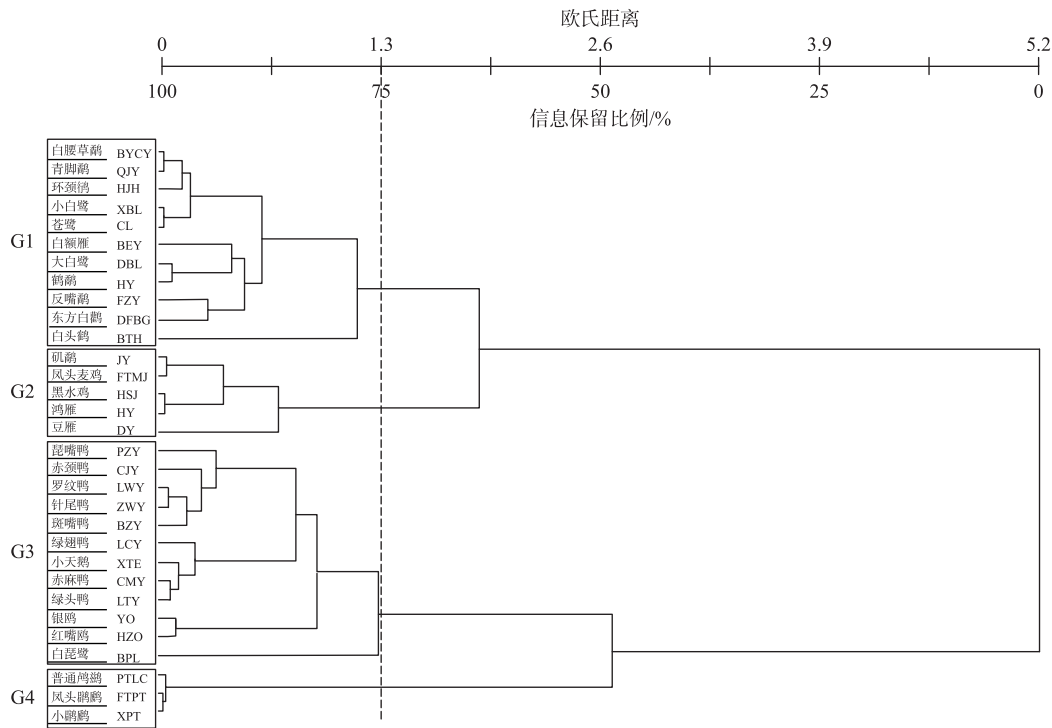 欧氏距离
0 1.3 2.6 3.9 5.2
100 75 50 25 0
信息保留比例/%
G1
白腰草鹬 BYCY
青脚鹬 QJY
环颈鸻 HJH
小白鹭 XBL
苍鹭 CL
白额雁 BEY
大白鹭 DBL
鹤鹬 HY
反嘴鹬 FZY
东方白鹳 DFBG
白头鹤 BTH
G2
矶鹬 JY
凤头麦鸡 FTMJ
黑水鸡 HSJ
鸿雁 HY
豆雁 DY
G3
琵嘴鸭 PZY
赤颈鸭 CJY
罗纹鸭 LWY
针尾鸭 ZWY
斑嘴鸭 BZY
绿翅鸭 LCY
小天鹅 XTE
赤麻鸭 CMY
绿头鸭 LTY
银鸥 YO
红嘴鸥 HZO
白琵鹭 BPL
G4
普通鸬鹚 PTLC
凤头䴙䴘 FTPT
小䴙䴘 XPT